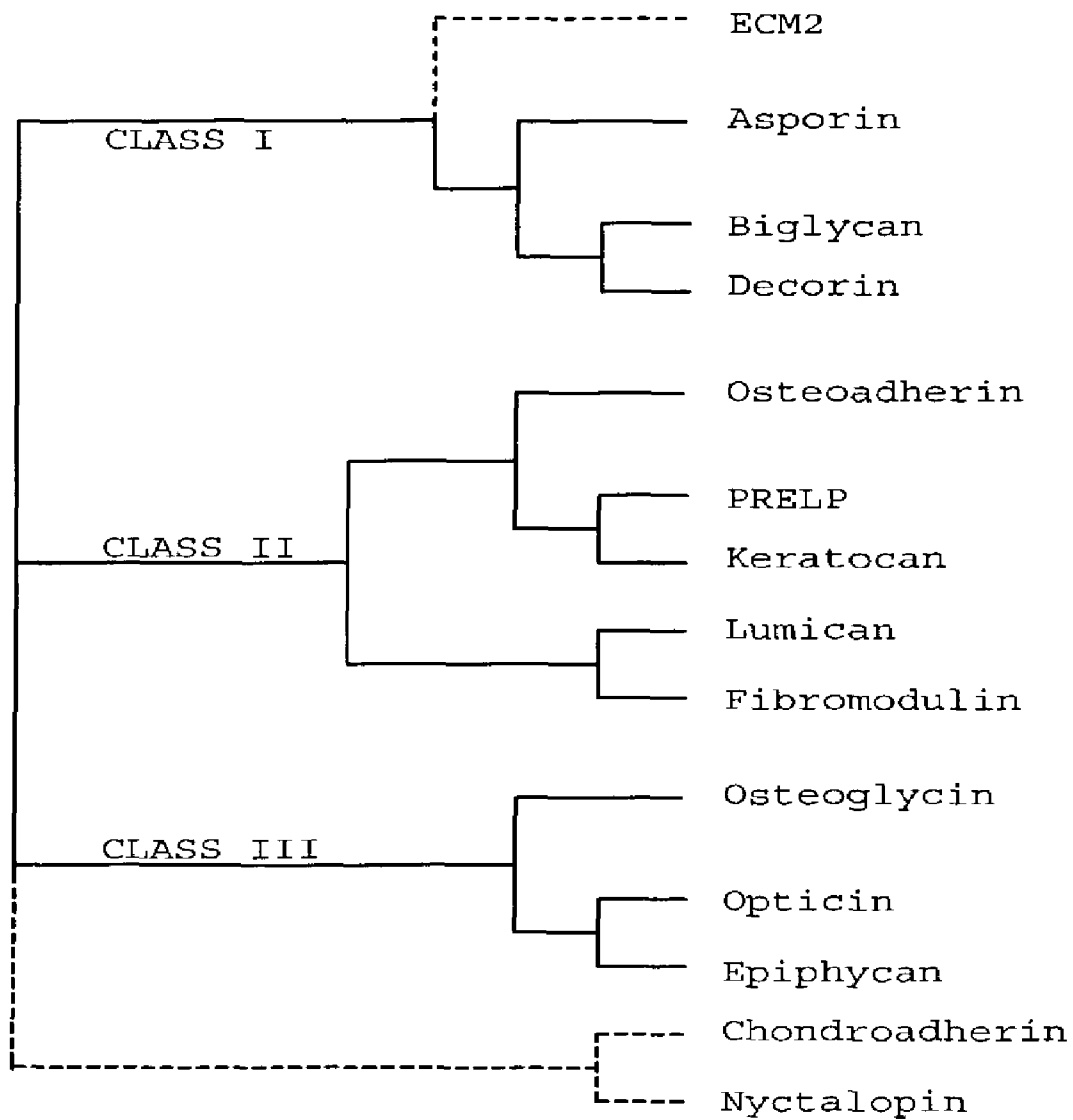 ECM2
CLASS I
Asporin
Biglycan
Decorin
Osteoadherin
PRELP
CLASS II
Keratocan
Lumican
Fibromodulin
Osteoglycin
CLASS III
Opticin
Epiphycan
Chondroadherin
Nyctalopin